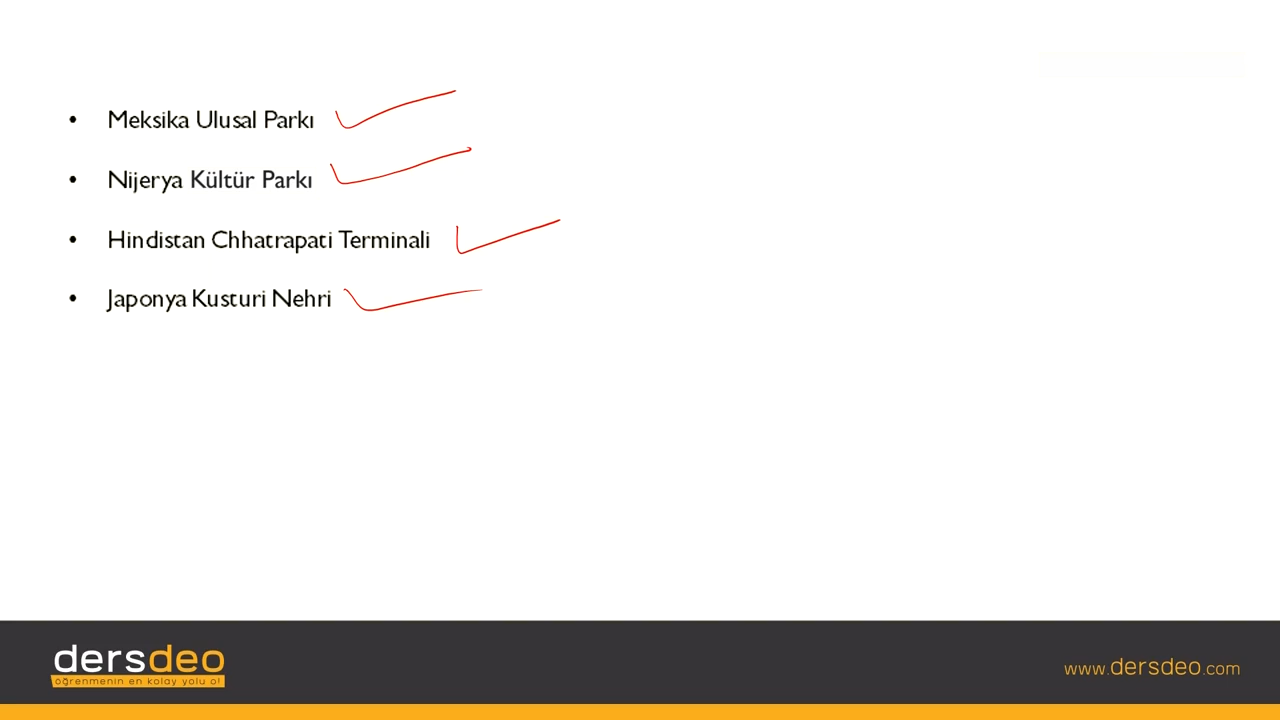 • Meksika Ulusal Parkı
• Nijerya Kültür Parkı
• Hindistan Chhatrapati Terminali
• Japonya Kusturi Nehri
dersdeo
öğrenmenin en kolay yolu o!
www.dersdeo.com